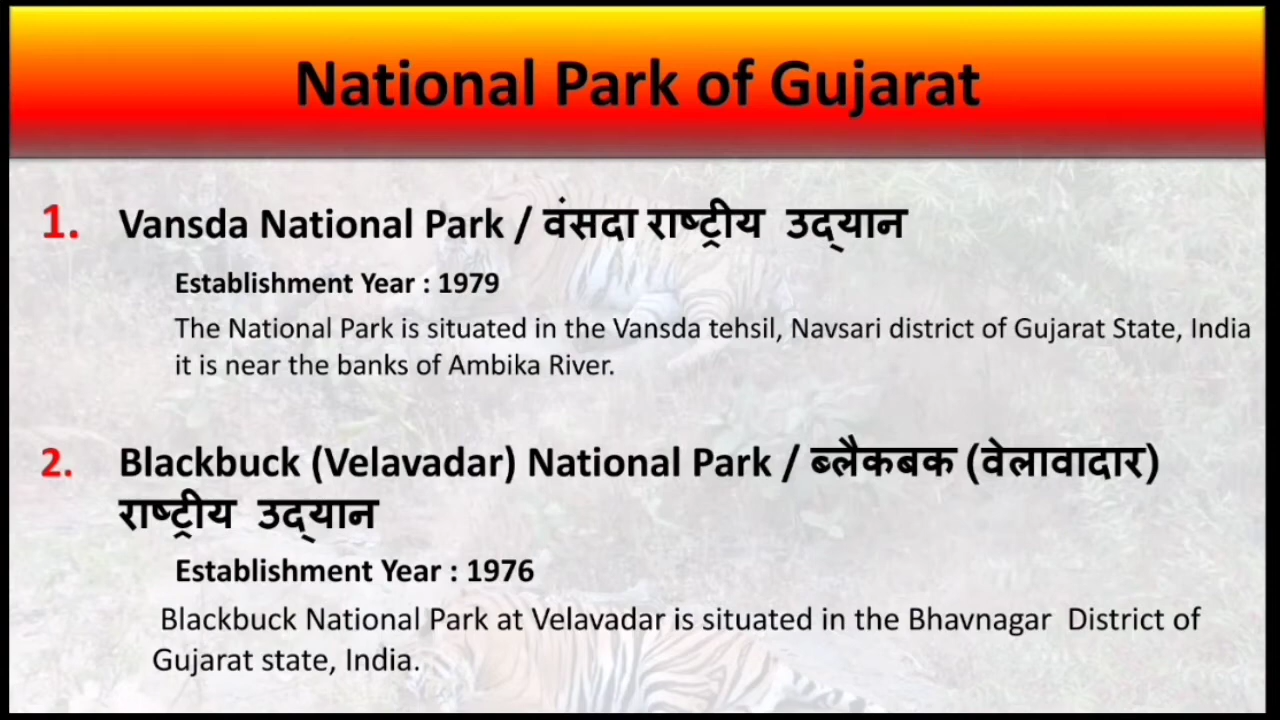 National Park of Gujarat
1. Vansda National Park / वंसदा राष्ट्रीय उद्यान
Establishment Year : 1979
The National Park is situated in the Vansda tehsil, Navsari district of Gujarat State, India
it is near the banks of Ambika River.
2. Blackbuck (Velavadar) National Park / ब्लैकबक (वेलावादार)
राष्ट्रीय उद्यान
Establishment Year : 1976
Blackbuck National Park at Velavadar is situated in the Bhavnagar District of
Gujarat state, India.